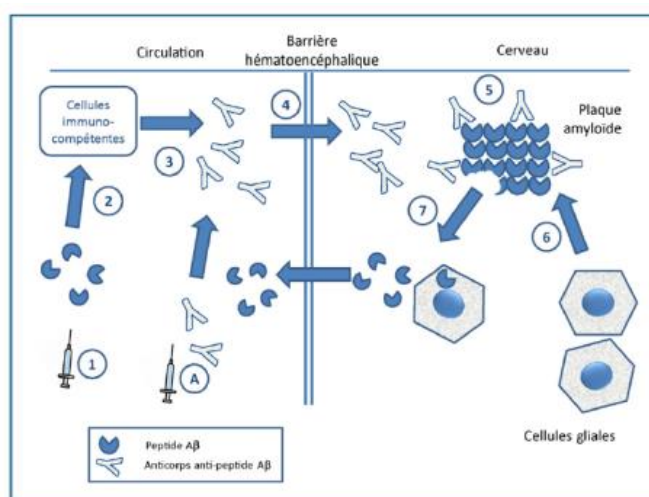 Circulation
Barrière
hématoencéphalique
Cerveau
Cellules
immuno-
compétentes
4
5
Plaque
amyloïde
3
2
7
6
1
A
Cellules gliales
Peptide Aβ
Anticorps anti-peptide Aβ